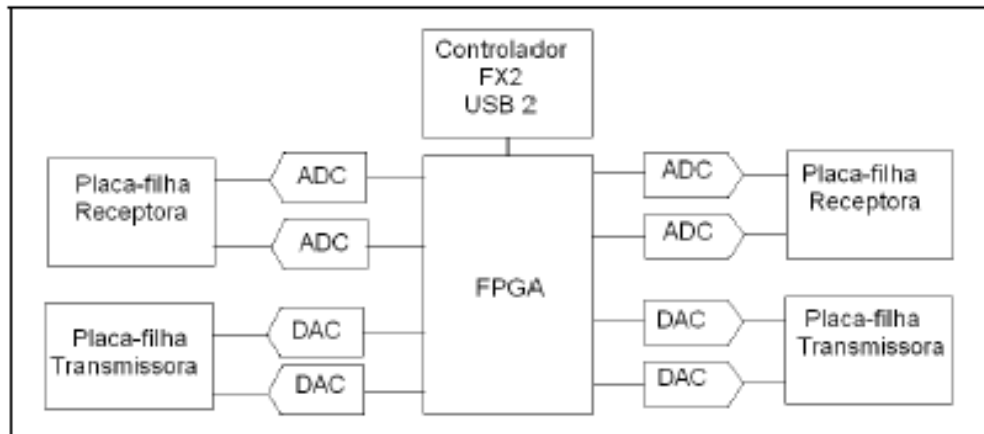 Controlador
FX2
USB 2
Placa-filha
Receptora
ADC
ADC
Placa-filha
Transmissora
DAC
DAC
FPGA
ADC
ADC
Placa-filha
Receptora
DAC
DAC
Placa-filha
Transmissora